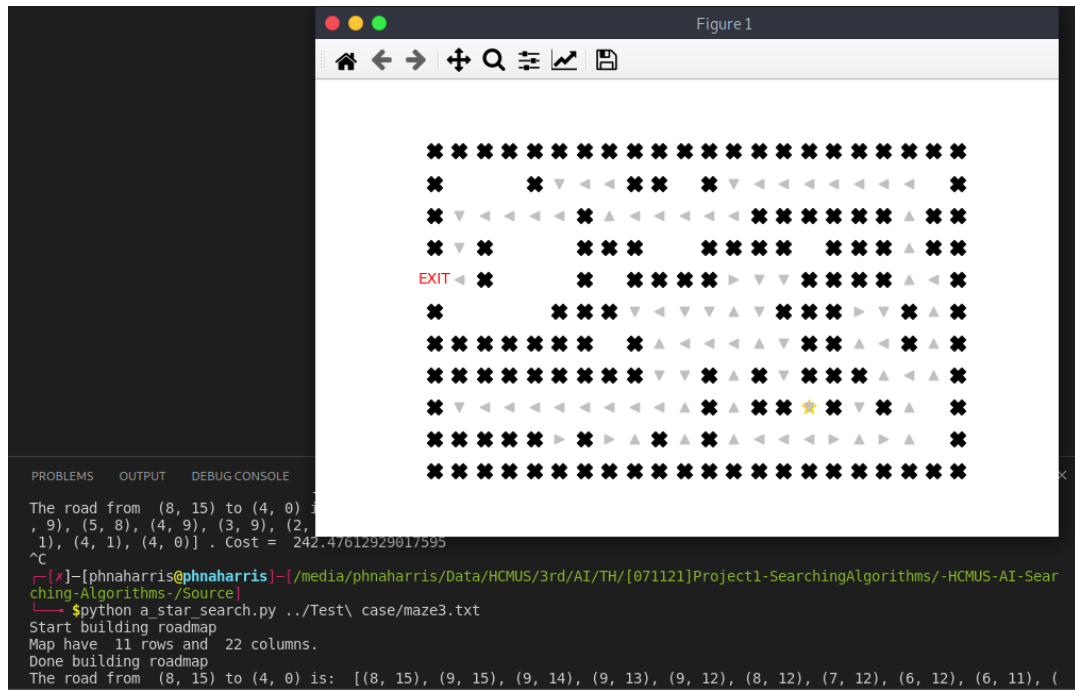 Figure 1
EXIT
PROBLEMS OUTPUT DEBUG CONSOLE
The road from (8, 15) to (4, 0) i
, 9), (5, 8), (4, 9), (3, 9), (2,
1), (4, 1), (4, 0)] . Cost = 242.47612929017595
^C
┌─[✗]─[phnaharris@phnaharris]─[/media/phnaharris/Data/HCMUS/3rd/AI/TH/[071121]Project1-SearchingAlgorithms/-HCMUS-AI-Sear
ching-Algorithms-/Source]
└──╼ $python a_star_search.py ../Test\ case/maze3.txt
Start building roadmap
Map have 11 rows and 22 columns.
Done building roadmap
The road from (8, 15) to (4, 0) is: [(8, 15), (9, 15), (9, 14), (9, 13), (9, 12), (8, 12), (7, 12), (6, 12), (6, 11), (